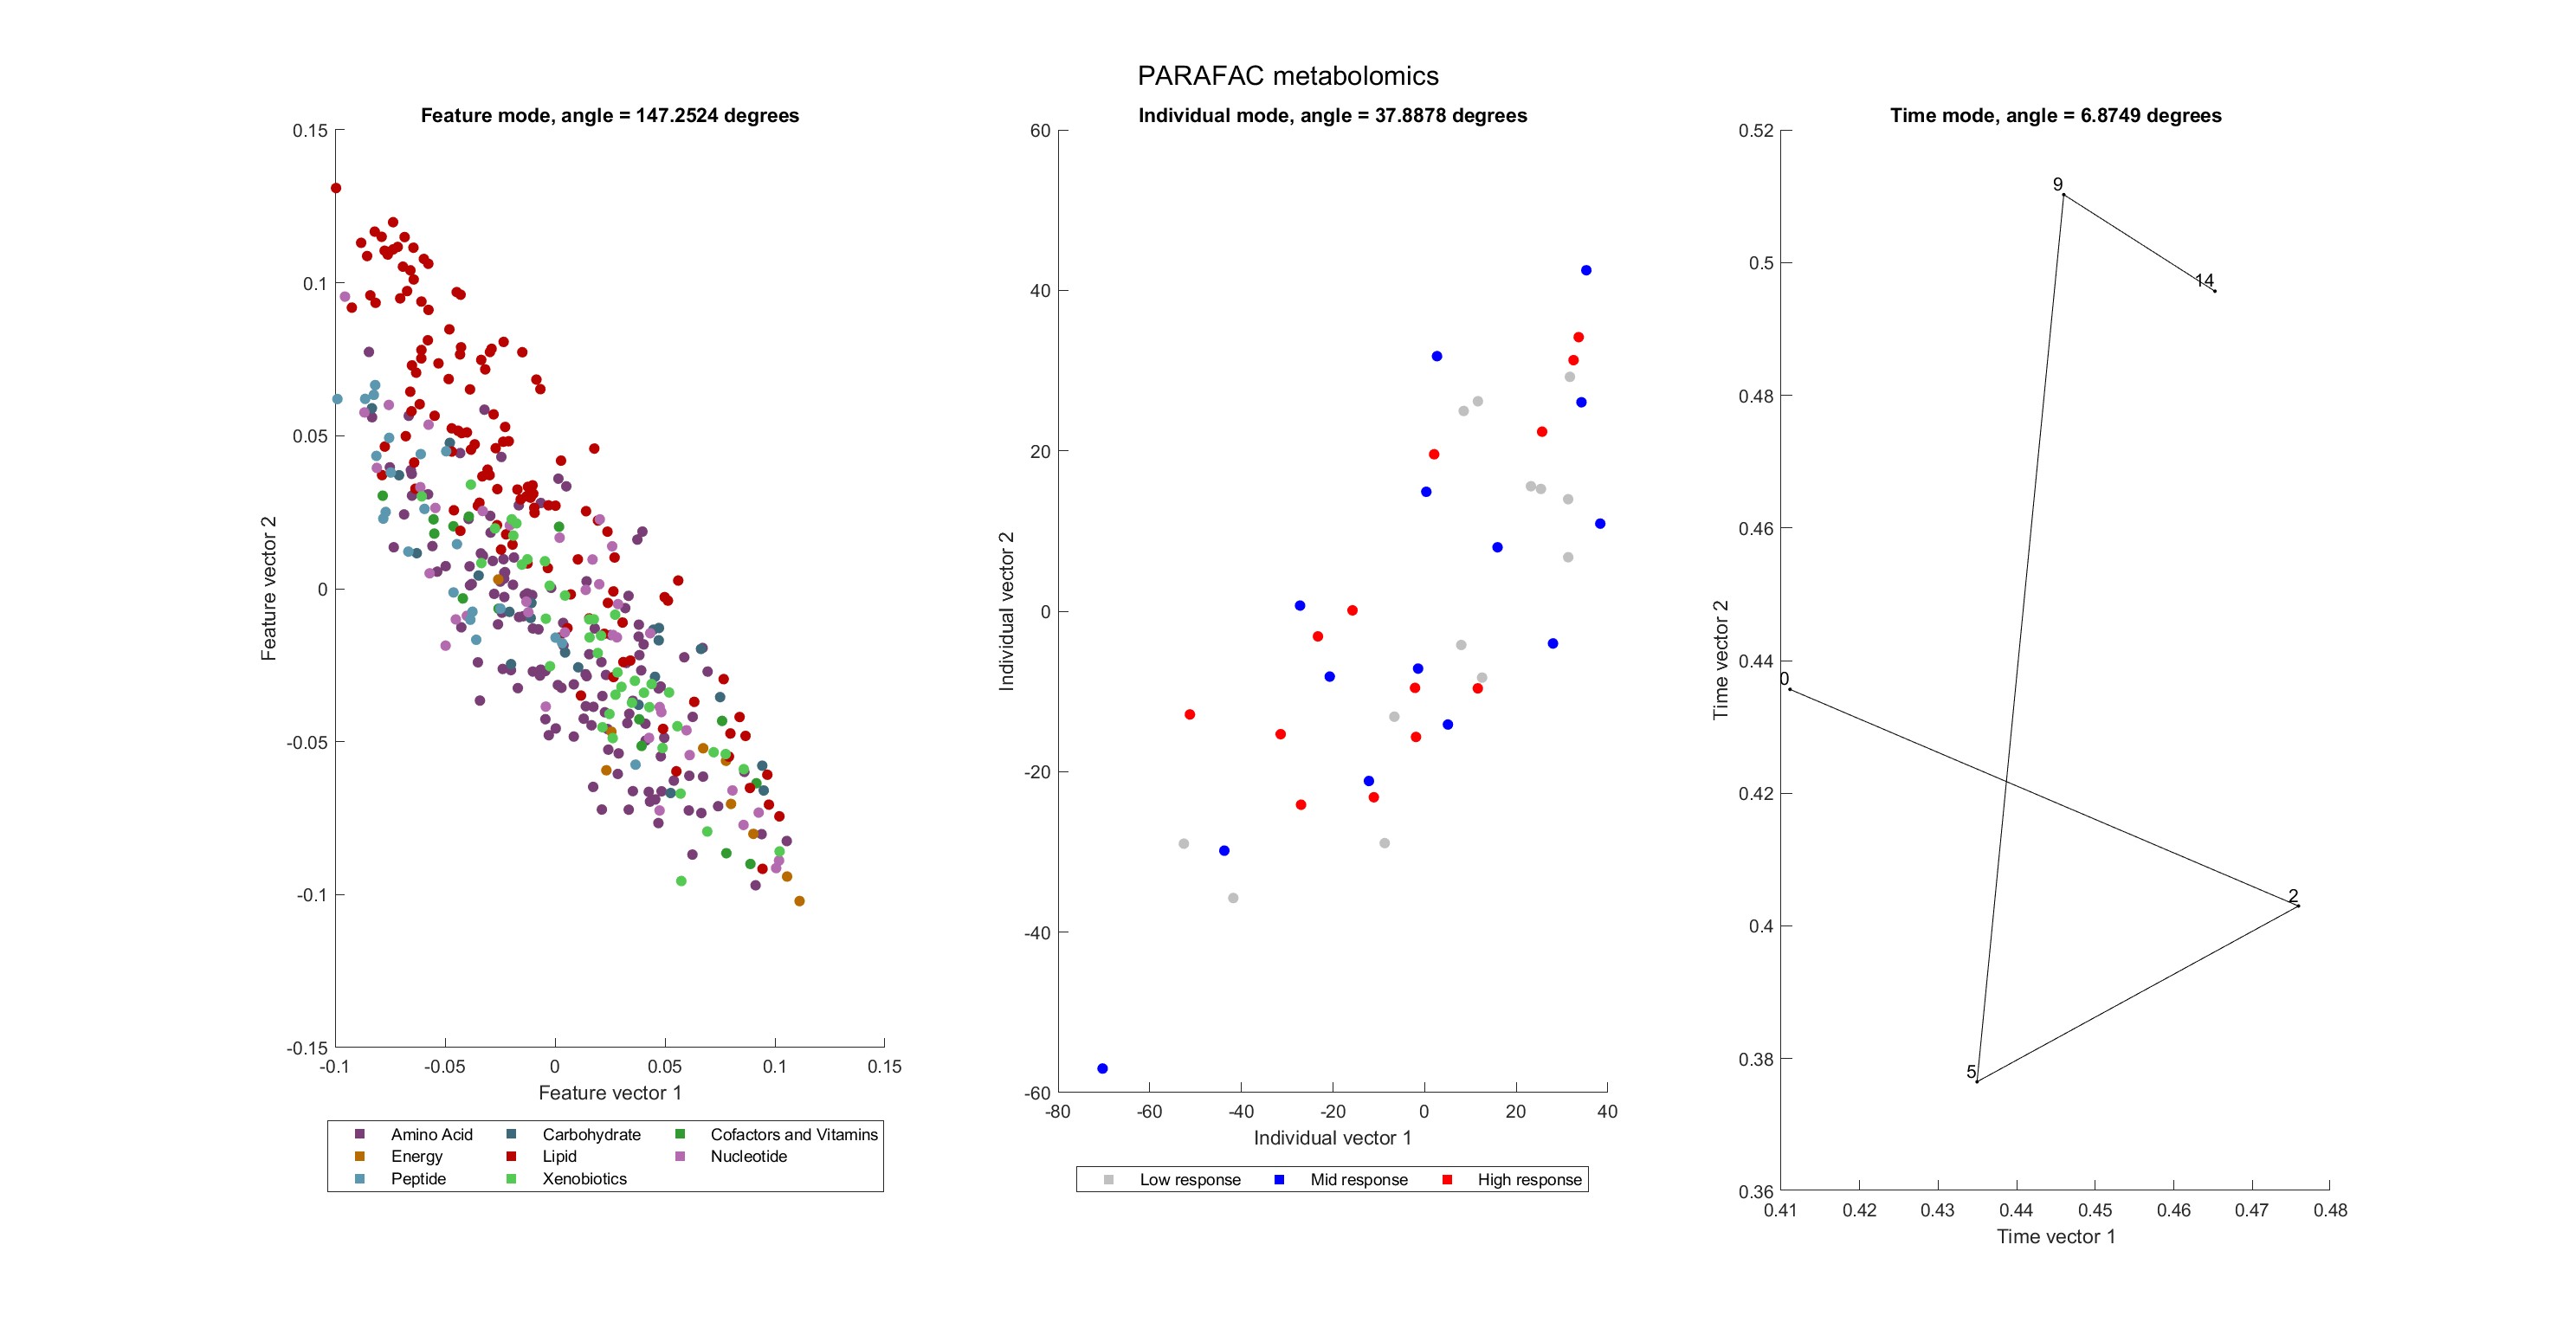 PARAFAC metabolomics
Feature mode, angle = 147.2524 degrees
0.15
0.1
0.05
0
-0.05
-0.1
-0.15
Feature vector 2
-0.1 -0.05 0 0.05 0.1 0.15
Feature vector 1
Amino Acid Carbohydrate Cofactors and Vitamins
Energy Lipid Nucleotide
Peptide Xenobiotics
Individual mode, angle = 37.8878 degrees
60
40
20
0
-20
-40
-60
Individual vector 2
-80 -60 -40 -20 0 20 40
Individual vector 1
Low response Mid response High response
Time mode, angle = 6.8749 degrees
0.52
0.5
0.48
0.46
0.44
0.42
0.4
0.38
0.36
Time vector 2
9
14
0
2
5
0.41 0.42 0.43 0.44 0.45 0.46 0.47 0.48
Time vector 1